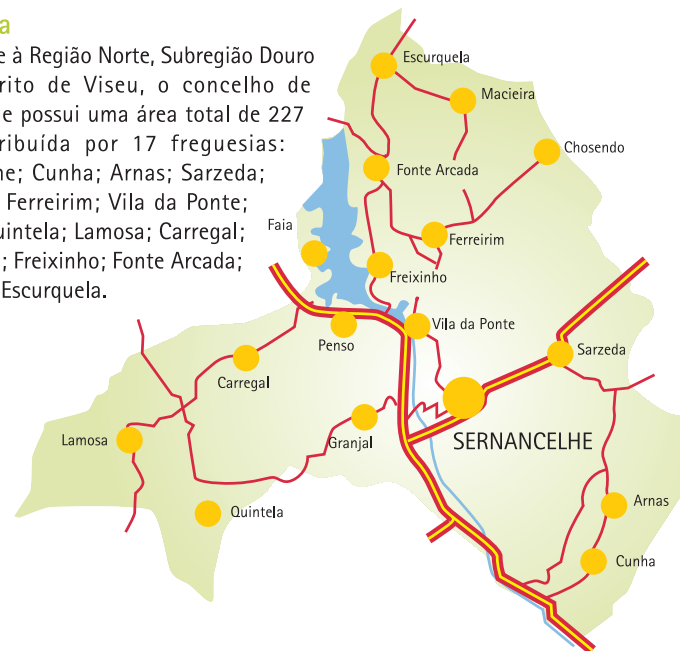 a
e à Região Norte, Subregião Douro
rito de Viseu, o concelho de
e possui uma área total de 227
ribuída por 17 freguesias:
he; Cunha; Arnas; Sarzeda;
Ferreirim; Vila da Ponte;
uintela; Lamosa; Carregal;
; Freixinho; Fonte Arcada;
Escurquela.
Escurquela
Macieira
Chosendo
Fonte Arcada
Faia
Ferreirim
Freixinho
Vila da Ponte
Penso
Sarzeda
Carregal
Lamosa
Granjal
SERNANCELHE
Quintela
Arnas
Cunha